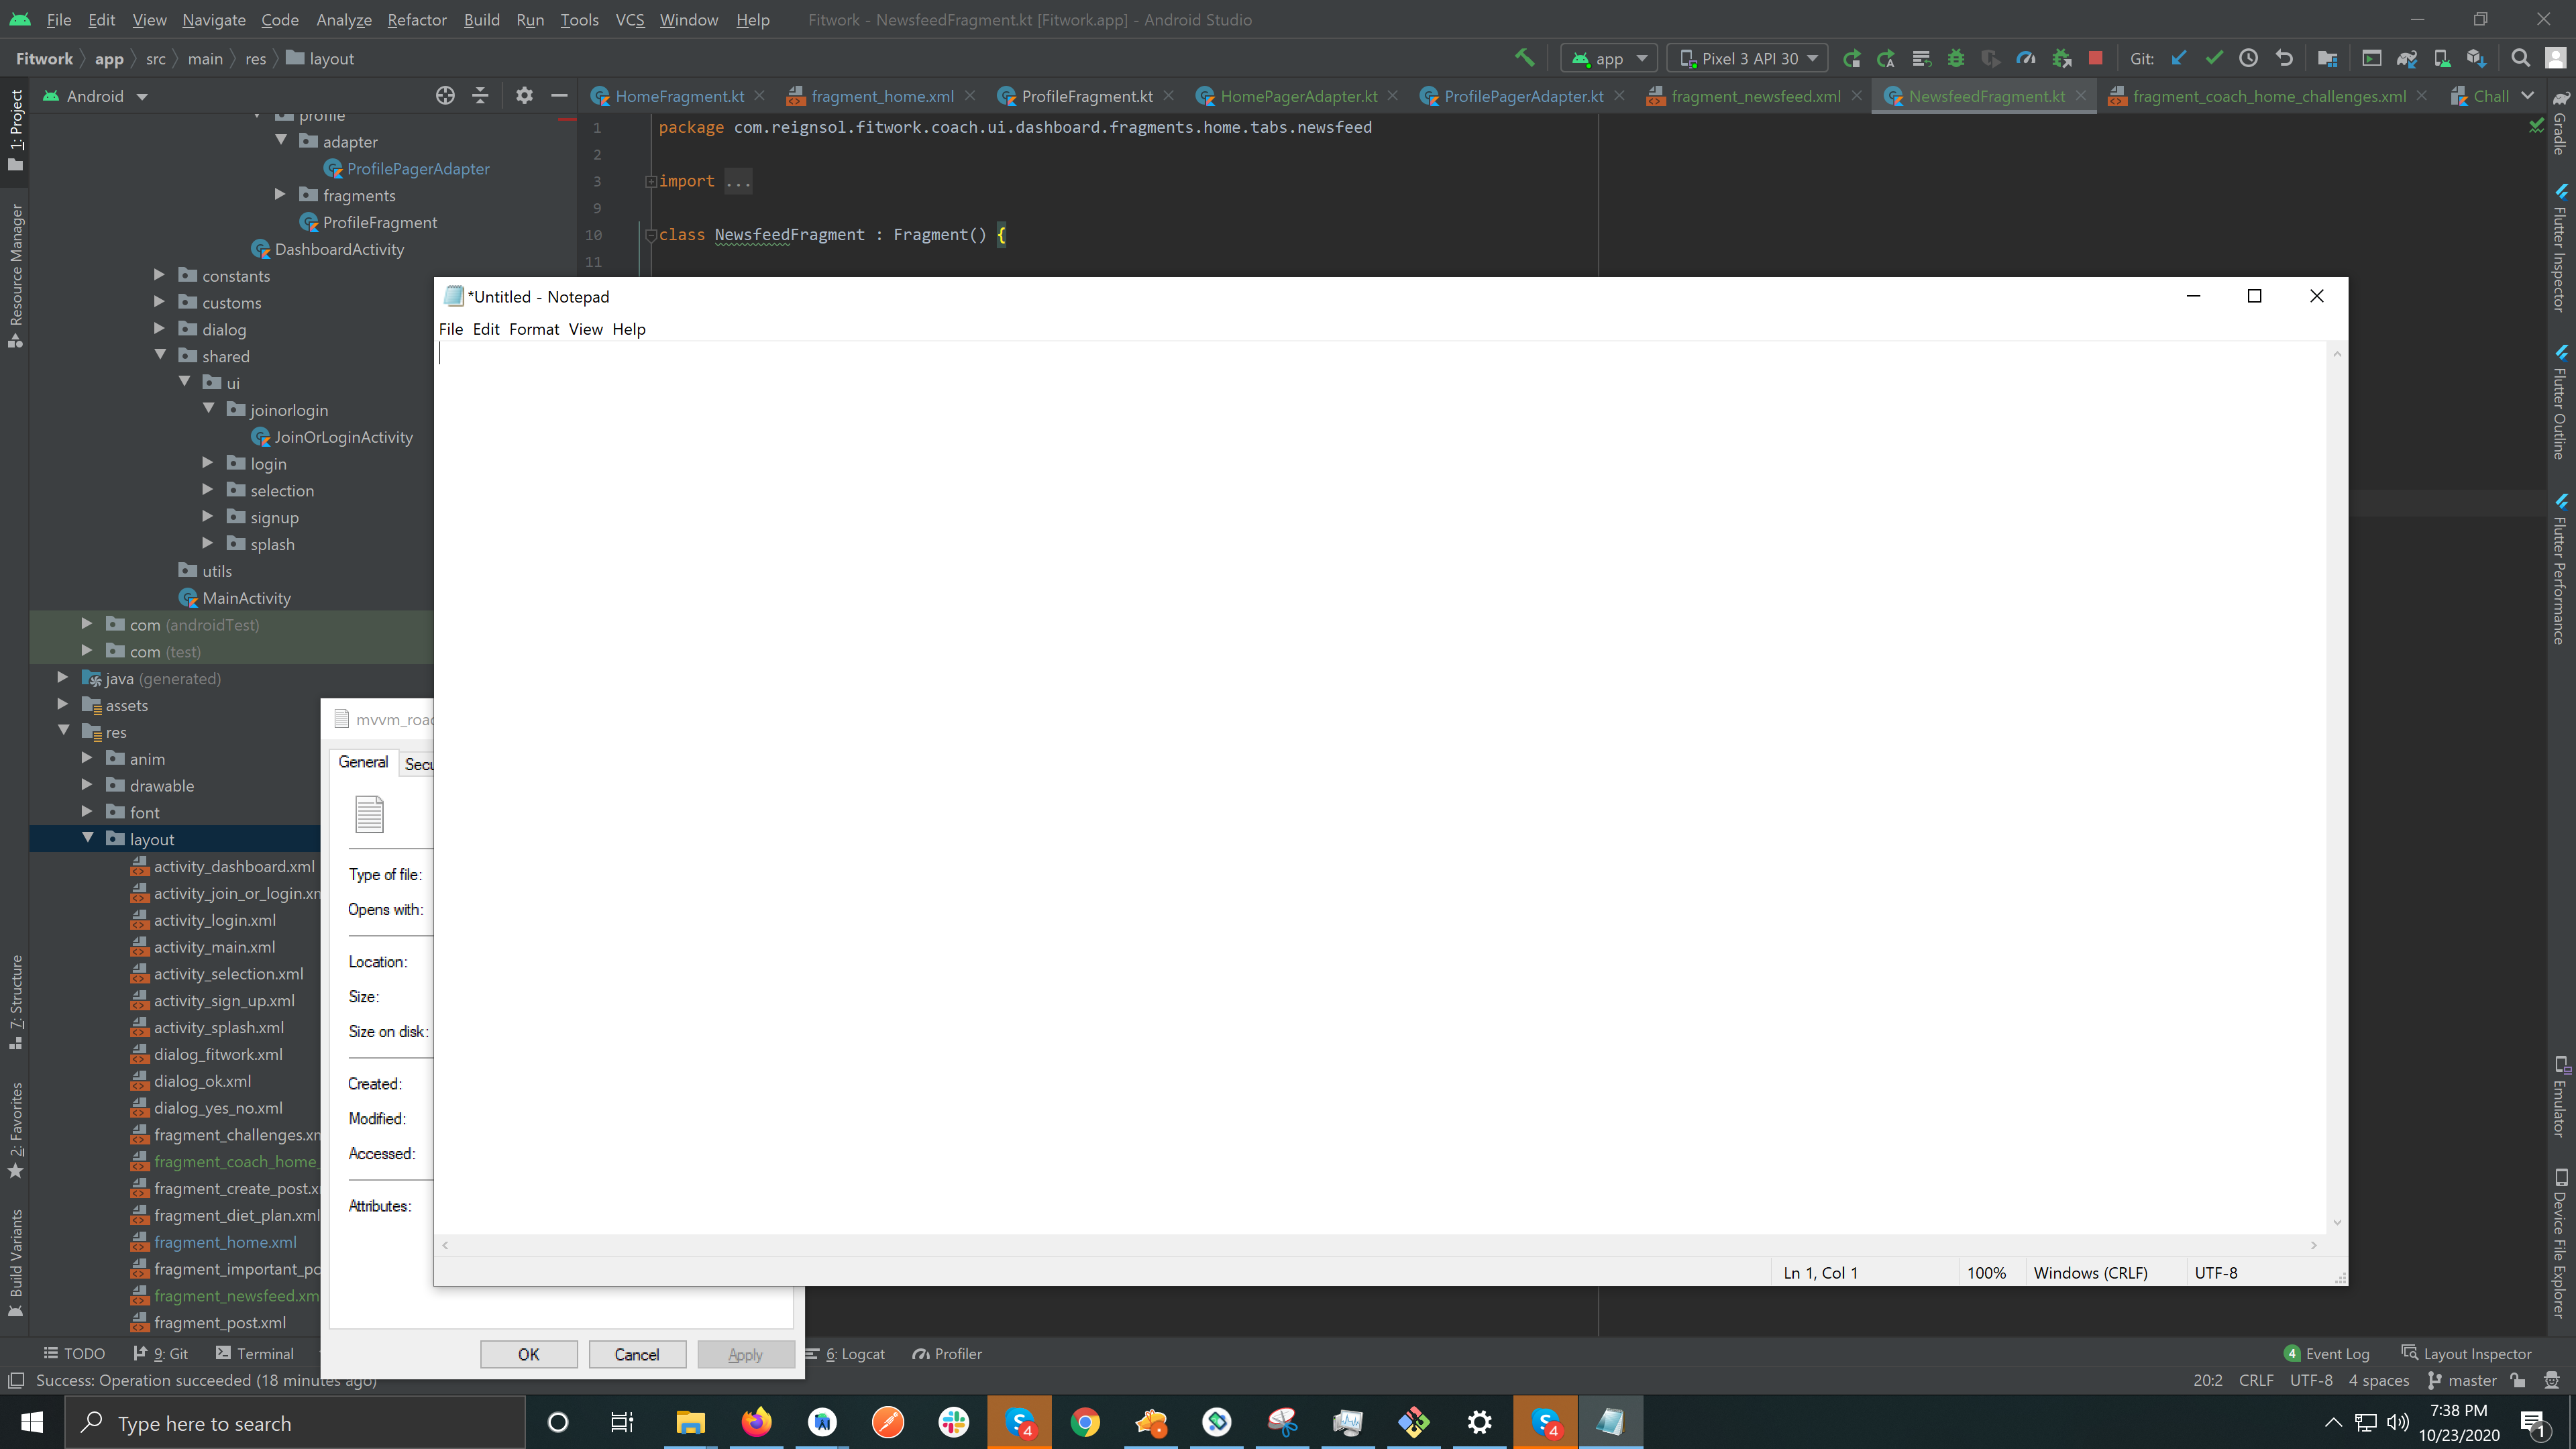 File Edit View Navigate Code Analyze Refactor Build Run Tools VCS Window Help Fitwork - NewsfeedFragment.kt [Fitwork.app] - Android Studio
Fitwork app src main res layout app Pixel 3 API 30 Git:
Android HomeFragment.kt fragment_home.xml ProfileFragment.kt HomePagerAdapter.kt ProfilePagerAdapter.kt fragment_newsfeed.xml NewsfeedFragment.kt fragment_coach_home_challenges.xml Chall
1: Project
Resource Manager
7: Structure
2: Favorites
Build Variants
profile
adapter
ProfilePagerAdapter
fragments
ProfileFragment
DashboardActivity
constants
customs
dialog
shared
ui
joinorlogin
JoinOrLoginActivity
login
selection
signup
splash
utils
MainActivity
com (androidTest)
com (test)
java (generated)
assets
res
anim
drawable
font
layout
activity_dashboard.xml
activity_join_or_login.xm
activity_login.xml
activity_main.xml
activity_selection.xml
activity_sign_up.xml
activity_splash.xml
dialog_fitwork.xml
dialog_ok.xml
dialog_yes_no.xml
fragment_challenges.xm
fragment_coach_home_
fragment_create_post.x
fragment_diet_plan.xml
fragment_home.xml
fragment_important_po
fragment_newsfeed.xm
fragment_post.xml
1 package com.reignsol.fitwork.coach.ui.dashboard.fragments.home.tabs.newsfeed
2
3 import ...
9
10 class NewsfeedFragment : Fragment() {
11
*Untitled - Notepad
File Edit Format View Help
Ln 1, Col 1 100% Windows (CRLF) UTF-8
mvvm_road
General Secu
Type of file:
Opens with:
Location:
Size:
Size on disk:
Created:
Modified:
Accessed:
Attributes:
OK Cancel Apply
Gradle
Flutter Inspector
Flutter Outline
Flutter Performance
Emulator
Device File Explorer
TODO 9: Git Terminal 6: Logcat Profiler 4 Event Log Layout Inspector
Success: Operation succeeded (18 minutes ago) 20:2 CRLF UTF-8 4 spaces master
Type here to search 4 4 7:38 PM
10/23/2020 1